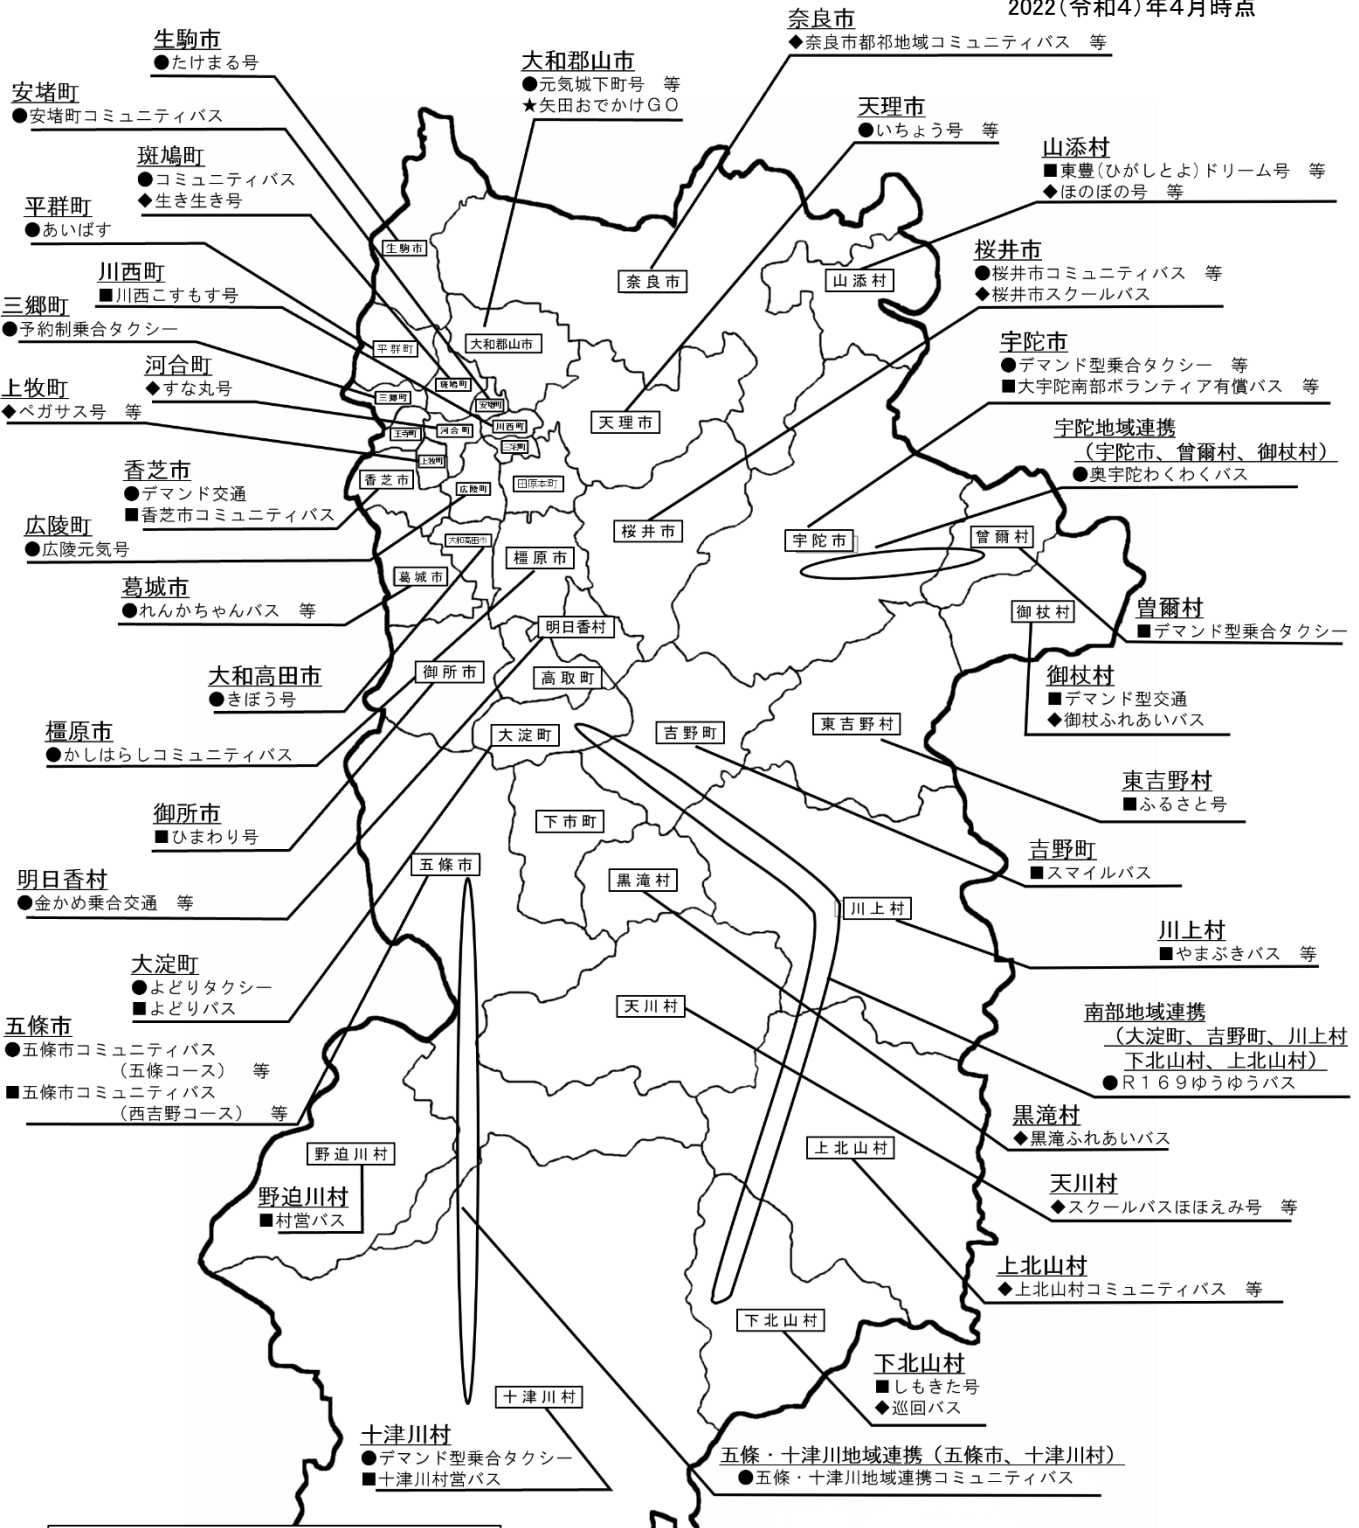 2022(令和4)年4月時点
奈良市
◆奈良市都祁地域コミュニティバス　等
生駒市
●たけまる号
大和郡山市
●元気城下町号　等
★矢田おでかけGO
安堵町
●安堵町コミュニティバス
天理市
●いちょう号　等
斑鳩町
●コミュニティバス
◆生き生き号
山添村
■東豊(ひがしとよ)ドリーム号　等
◆ほのぼの号　等
平群町
●あいばす
桜井市
●桜井市コミュニティバス　等
◆桜井市スクールバス
川西町
■川西こすもす号
三郷町
●予約制乗合タクシー
宇陀市
●デマンド型乗合タクシー　等
■大宇陀南部ボランティア有償バス　等
河合町
◆すな丸号
上牧町
◆ペガサス号　等
宇陀地域連携
（宇陀市、曽爾村、御杖村）
●奥宇陀わくわくバス
香芝市
●デマンド交通
■香芝市コミュニティバス
広陵町
●広陵元気号
葛城市
●れんかちゃんバス　等
曽爾村
■デマンド型乗合タクシー
大和高田市
●きぼう号
御杖村
■デマンド型交通
◆御杖ふれあいバス
橿原市
●かしはらしコミュニティバス
東吉野村
■ふるさと号
御所市
■ひまわり号
吉野町
■スマイルバス
明日香村
●金かめ乗合交通　等
川上村
■やまぶきバス　等
大淀町
●よどりタクシー
■よどりバス
南部地域連携
（大淀町、吉野町、川上村
下北山村、上北山村）
●R169ゆうゆうバス
五條市
●五條市コミュニティバス
（五條コース）　等
■五條市コミュニティバス
（西吉野コース）　等
黒滝村
◆黒滝ふれあいバス
野迫川村
■村営バス
天川村
◆スクールバスほほえみ号　等
上北山村
◆上北山村コミュニティバス　等
下北山村
■しもきた号
◆巡回バス
十津川村
●デマンド型乗合タクシー
■十津川村営バス
五條・十津川地域連携（五條市、十津川村）
●五條・十津川地域連携コミュニティバス
生駒市
奈良市
山添村
大和郡山市
平群町
斑鳩町
三郷町
安堵町
天理市
王寺町
河合町
川西町
三宅町
上牧町
香芝市
広陵町
田原本町
桜井市
宇陀市
曽爾村
大和高田市
橿原市
葛城市
御杖村
明日香村
御所市
高取町
大淀町
吉野町
東吉野村
下市町
五條市
黒滝村
川上村
天川村
野迫川村
上北山村
下北山村
十津川村